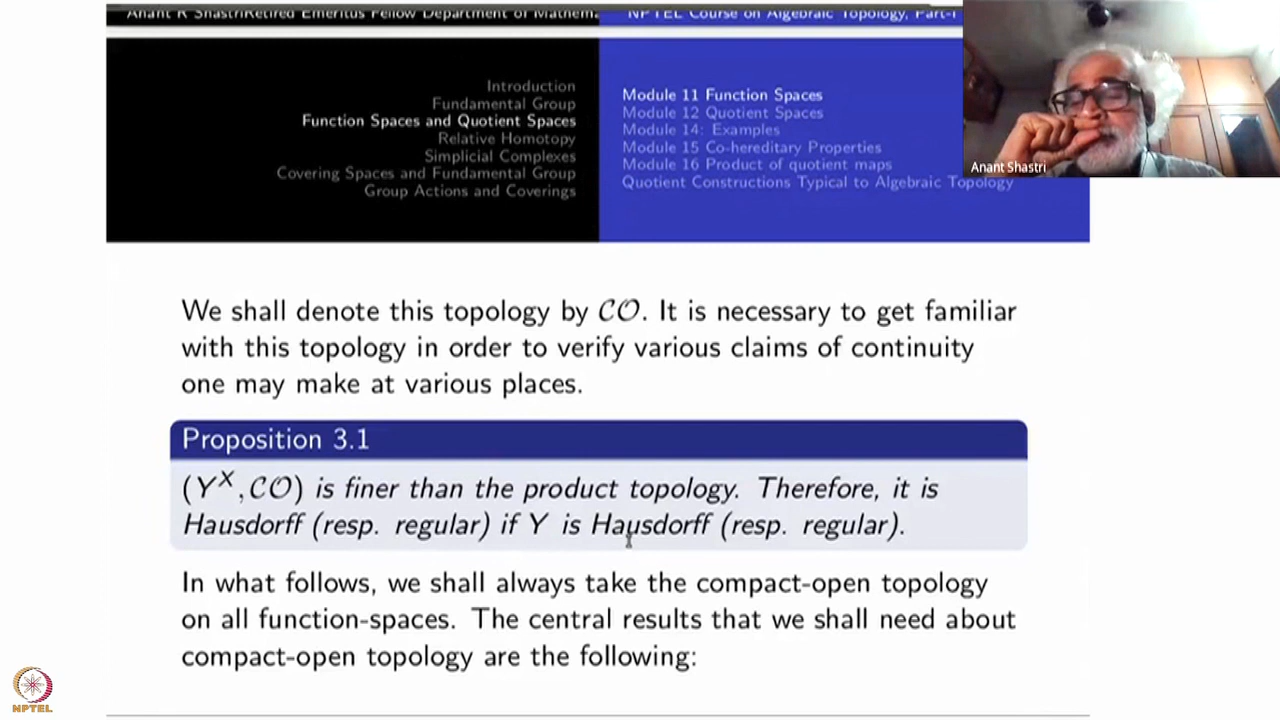 Anant R ShastriRetired Emeritus Fellow Department of Mathema
NPTEL Course on Algebraic Topology, Part-I
Introduction
Fundamental Group
Function Spaces and Quotient Spaces
Relative Homotopy
Simplicial Complexes
Covering Spaces and Fundamental Group
Group Actions and Coverings
Module 11 Function Spaces
Module 12 Quotient Spaces
Module 14: Examples
Module 15 Co-hereditary Properties
Module 16 Product of quotient maps
Quotient Constructions Typical to Algebraic Topology
Anant Shastri
We shall denote this topology by 𝒞𝒪. It is necessary to get familiar
with this topology in order to verify various claims of continuity
one may make at various places.
Proposition 3.1
(Y^X, 𝒞𝒪) is finer than the product topology. Therefore, it is
Hausdorff (resp. regular) if Y is Hausdorff (resp. regular).
In what follows, we shall always take the compact-open topology
on all function-spaces. The central results that we shall need about
compact-open topology are the following:
NPTEL